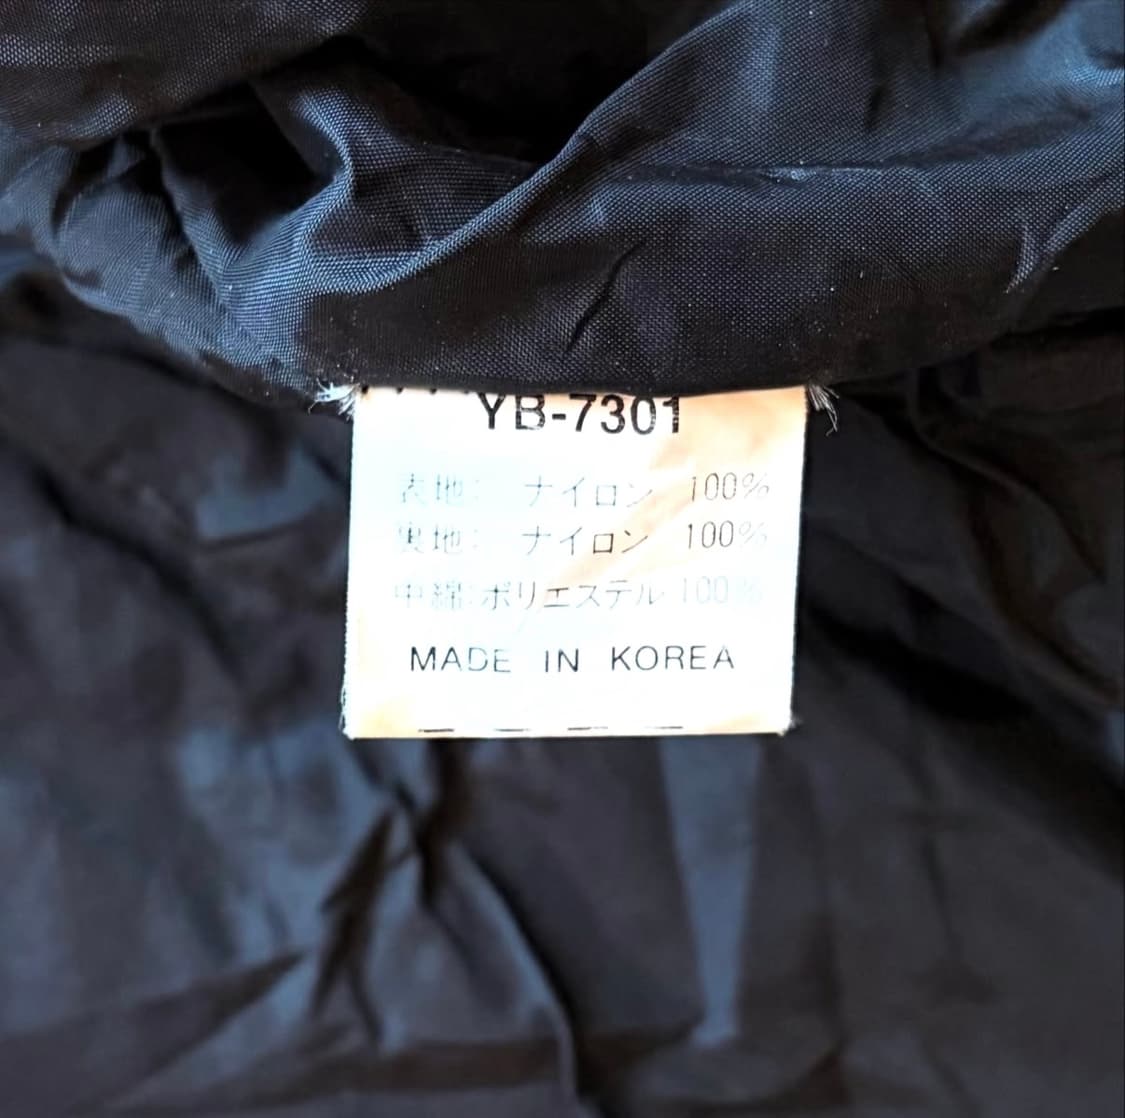 YB-7301
表地: ナイロン 100%
裏地: ナイロン 100%
中綿:ポリエステル 100%
MADE IN KOREA